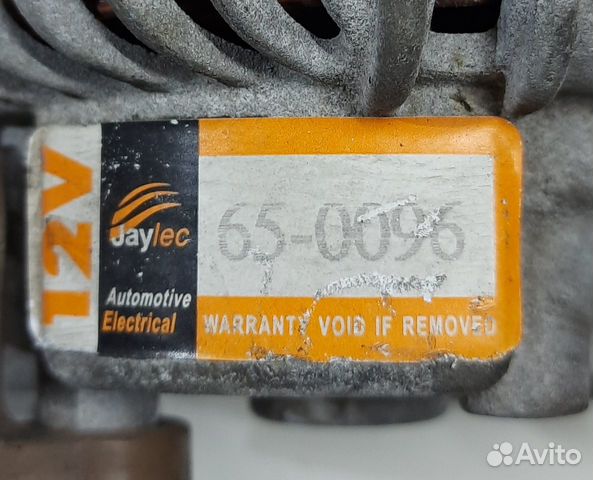 12V
Jaylec
65-0096
Automotive
Electrical
WARRANTY VOID IF REMOVED
Avito